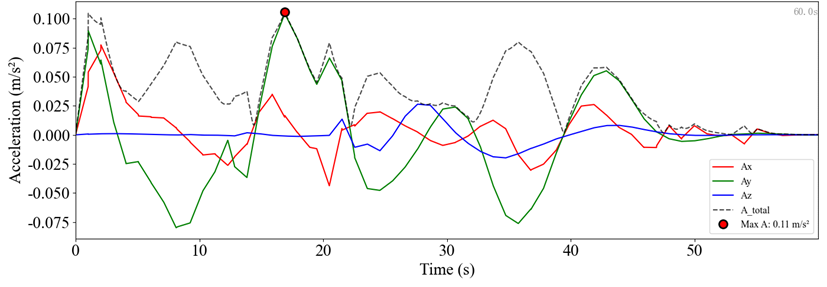 60.0s
0.100
0.075
0.050
0.025
0.000
-0.025
-0.050
-0.075
Acceleration (m/s²)
Ax
Ay
Az
A_total
Max A: 0.11 m/s²
0 10 20 30 40 50
Time (s)